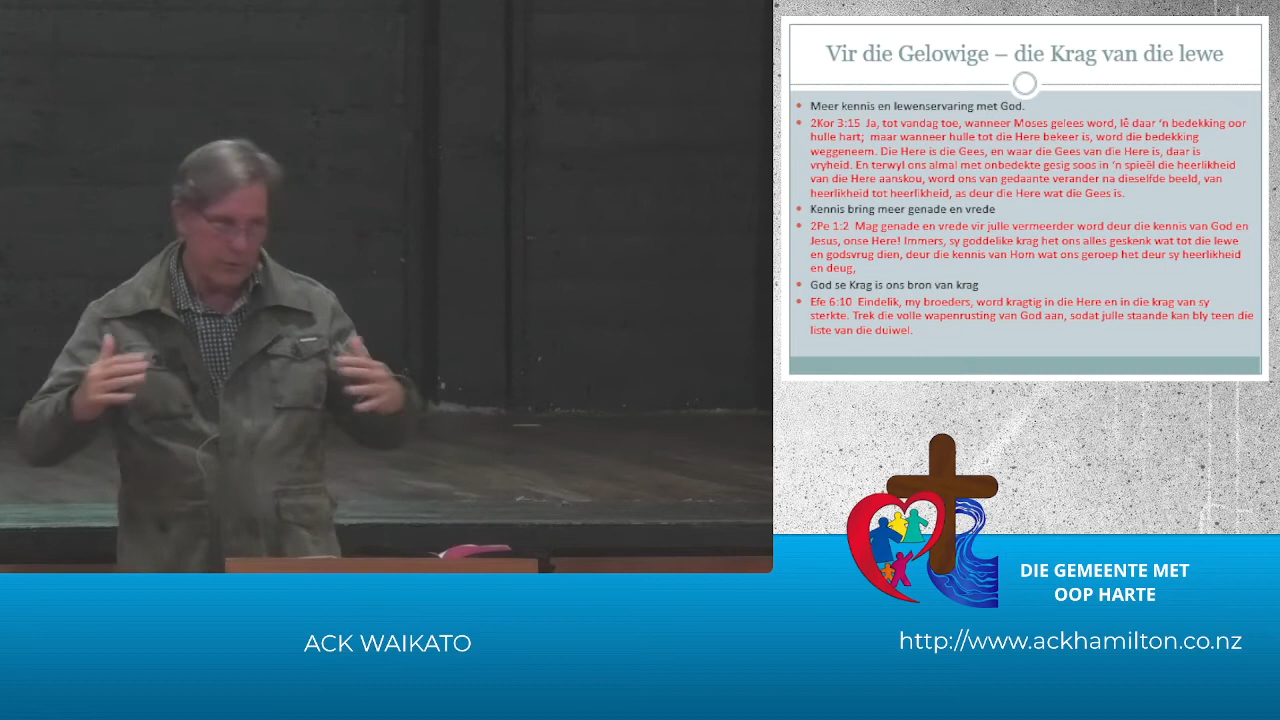 Vir die Gelowige – die Krag van die lewe
Meer kennis en lewenservaring met God.
2Kor 3:15 Ja, tot vandag toe, wanneer Moses gelees word, lê daar ‘n bedekking oor
hulle hart; maar wanneer hulle tot die Here bekeer is, word die bedekking
weggeneem. Die Here is die Gees, en waar die Gees van die Here is, daar is
vryheid. En terwyl ons almal met onbedekte gesig soos in ‘n spieël die heerlikheid
van die Here aanskou, word ons van gedaante verander na dieselfde beeld, van
heerlikheid tot heerlikheid, as deur die Here wat die Gees is.
Kennis bring meer genade en vrede
2Pe 1:2 Mag genade en vrede vir julle vermeerder word deur die kennis van God en
Jesus, onse Here! Immers, sy goddelike krag het ons alles geskenk wat tot die lewe
en godsvrug dien, deur die kennis van Hom wat ons geroep het deur sy heerlikheid
en deug,
God se Krag is ons bron van krag
Efe 6:10 Eindelik, my broeders, word kragtig in die Here en in die krag van sy
sterkte. Trek die volle wapenrusting van God aan, sodat julle staande kan bly teen die
liste van die duiwel.
DIE GEMEENTE MET
OOP HARTE
ACK WAIKATO
http://www.ackhamilton.co.nz